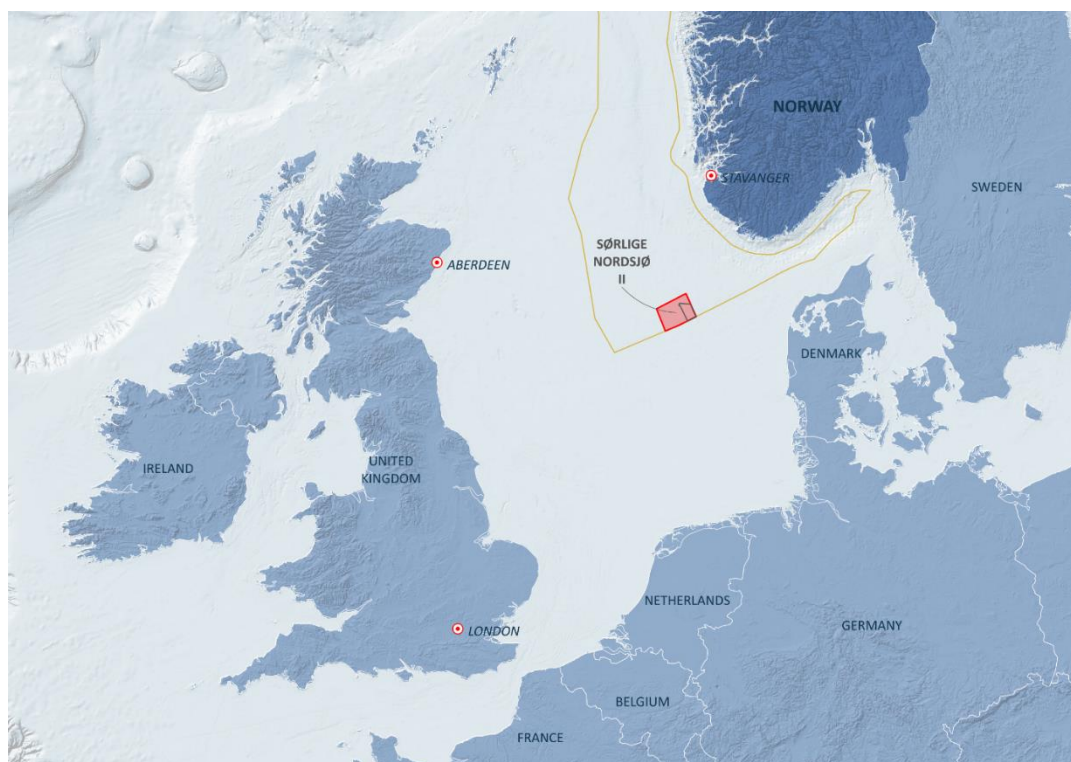 NORWAY
STAVANGER
SWEDEN
SØRLIGE
NORDSJØ
II
ABERDEEN
DENMARK
IRELAND
UNITED
KINGDOM
NETHERLANDS
GERMANY
LONDON
BELGIUM
FRANCE